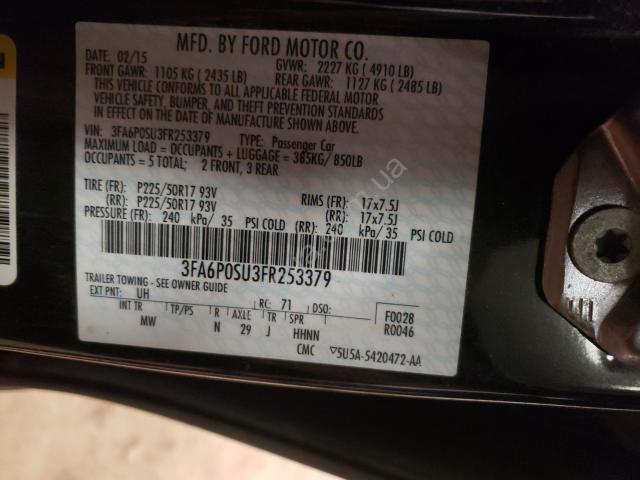 MFD. BY FORD MOTOR CO.
DATE: 02/15 GVWR: 2227 KG ( 4910 LB)
FRONT GAWR: 1105 KG ( 2435 LB) REAR GAWR: 1127 KG ( 2485 LB)
THIS VEHICLE CONFORMS TO ALL APPLICABLE FEDERAL MOTOR
VEHICLE SAFETY, BUMPER, AND THEFT PREVENTION STANDARDS
IN EFFECT ON THE DATE OF MANUFACTURE SHOWN ABOVE.
VIN: 3FA6P0SU3FR253379 TYPE: Passenger Car
MAXIMUM LOAD = OCCUPANTS + LUGGAGE = 385KG/850LB
OCCUPANTS = 5 TOTAL; 2 FRONT, 3 REAR
TIRE (FR): P225/50R17 93V RIMS (FR): 17x7.5J
(RR): P225/50R17 93V (RR): 17x7.5J
PRESSURE (FR): 240 kPa/ 35 PSI COLD (RR): 240 kPa/ 35 PSI COLD
3FA6P0SU3FR253379
TRAILER TOWING - SEE OWNER GUIDE
EXT PNT: UH RC: 71 DSO: F0028
INT TR TP/PS R AXLE TR SPR R0046
MW N 29 J HHNN
CMC ▽5U5A-5420472-AA